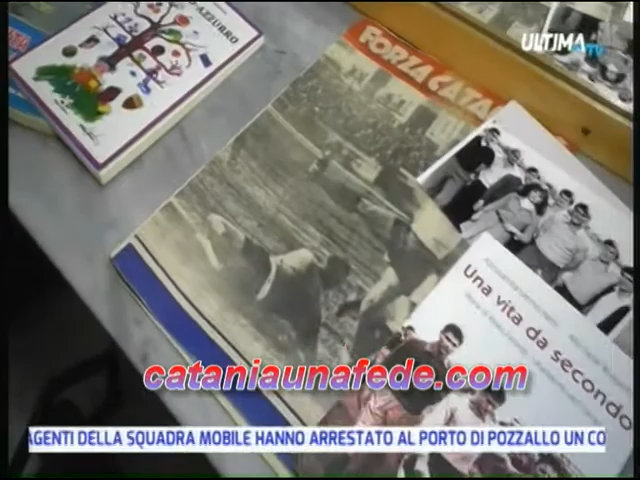 O AZZURRO
FORZA CATA
ULTIMA TV
Una vita da secondo
cataniaunafede.com
AGENTI DELLA SQUADRA MOBILE HANNO ARRESTATO AL PORTO DI POZZALLO UN CO